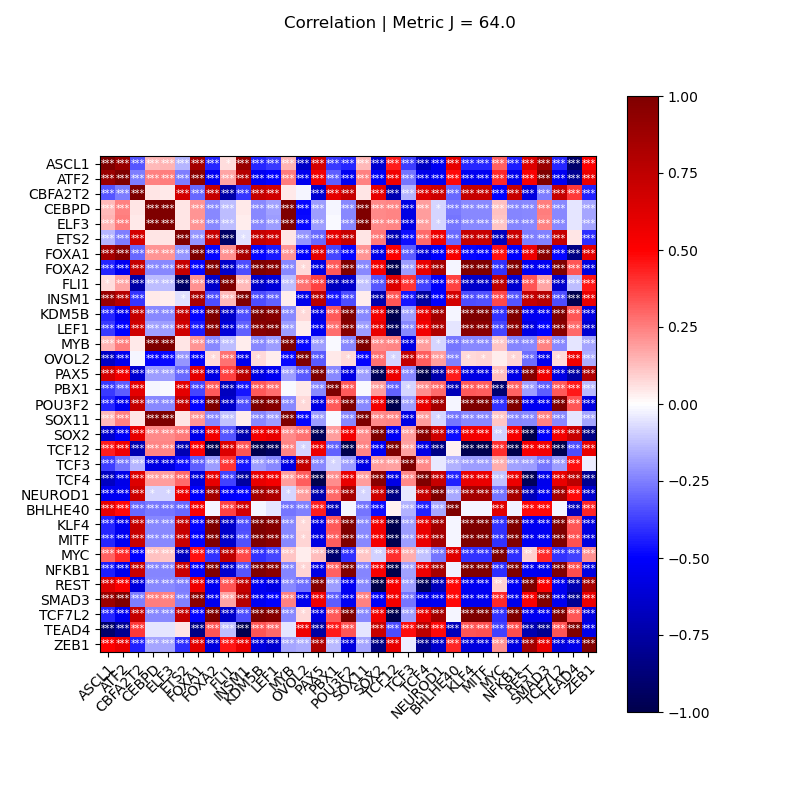 Correlation | Metric J = 64.0
ASCL1
ATF2
CBFA2T2
CEBPD
ELF3
ETS2
FOXA1
FOXA2
FLI1
INSM1
KDM5B
LEF1
MYB
OVOL2
PAX5
PBX1
POU3F2
SOX11
SOX2
TCF12
TCF3
TCF4
NEUROD1
BHLHE40
KLF4
MITF
MYC
NFKB1
REST
SMAD3
TCF7L2
TEAD4
ZEB1
ASCL1
ATF2
CBFA2T2
CEBPD
ELF3
ETS2
FOXA1
FOXA2
FLI1
INSM1
KDM5B
LEF1
MYB
OVOL2
PAX5
PBX1
POU3F2
SOX11
SOX2
TCF12
TCF3
TCF4
NEUROD1
BHLHE40
KLF4
MITF
MYC
NFKB1
REST
SMAD3
TCF7L2
TEAD4
ZEB1
1.00
0.75
0.50
0.25
0.00
−0.25
−0.50
−0.75
−1.00